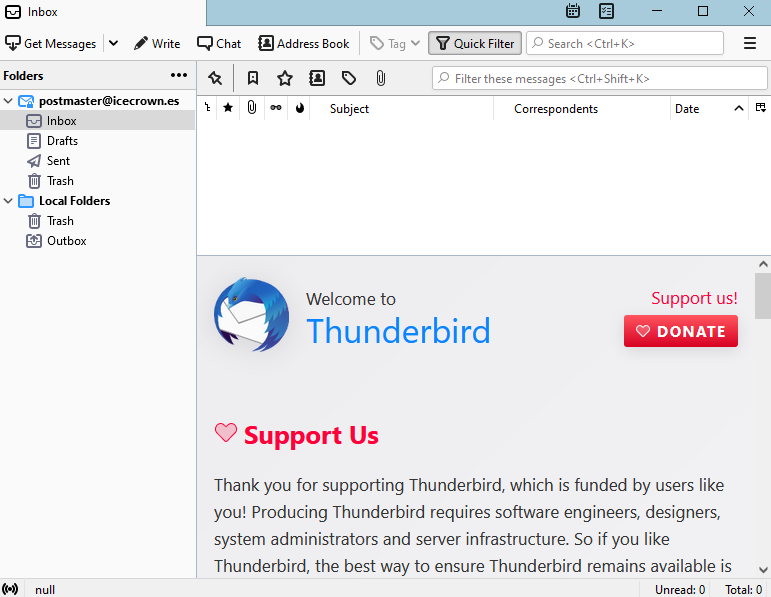 Inbox
Get Messages
Write
Chat
Address Book
Tag
Quick Filter
Search <Ctrl+K>
Folders
•••
Filter these messages <Ctrl+Shift+K>
postmaster@icecrown.es
Inbox
Drafts
Sent
Trash
Local Folders
Trash
Outbox
Subject
Correspondents
Date
Welcome to
Thunderbird
Support us!
DONATE
Support Us
Thank you for supporting Thunderbird, which is funded by users like
you! Producing Thunderbird requires software engineers, designers,
system administrators and server infrastructure. So if you like
Thunderbird, the best way to ensure Thunderbird remains available is
null
Unread: 0
Total: 0